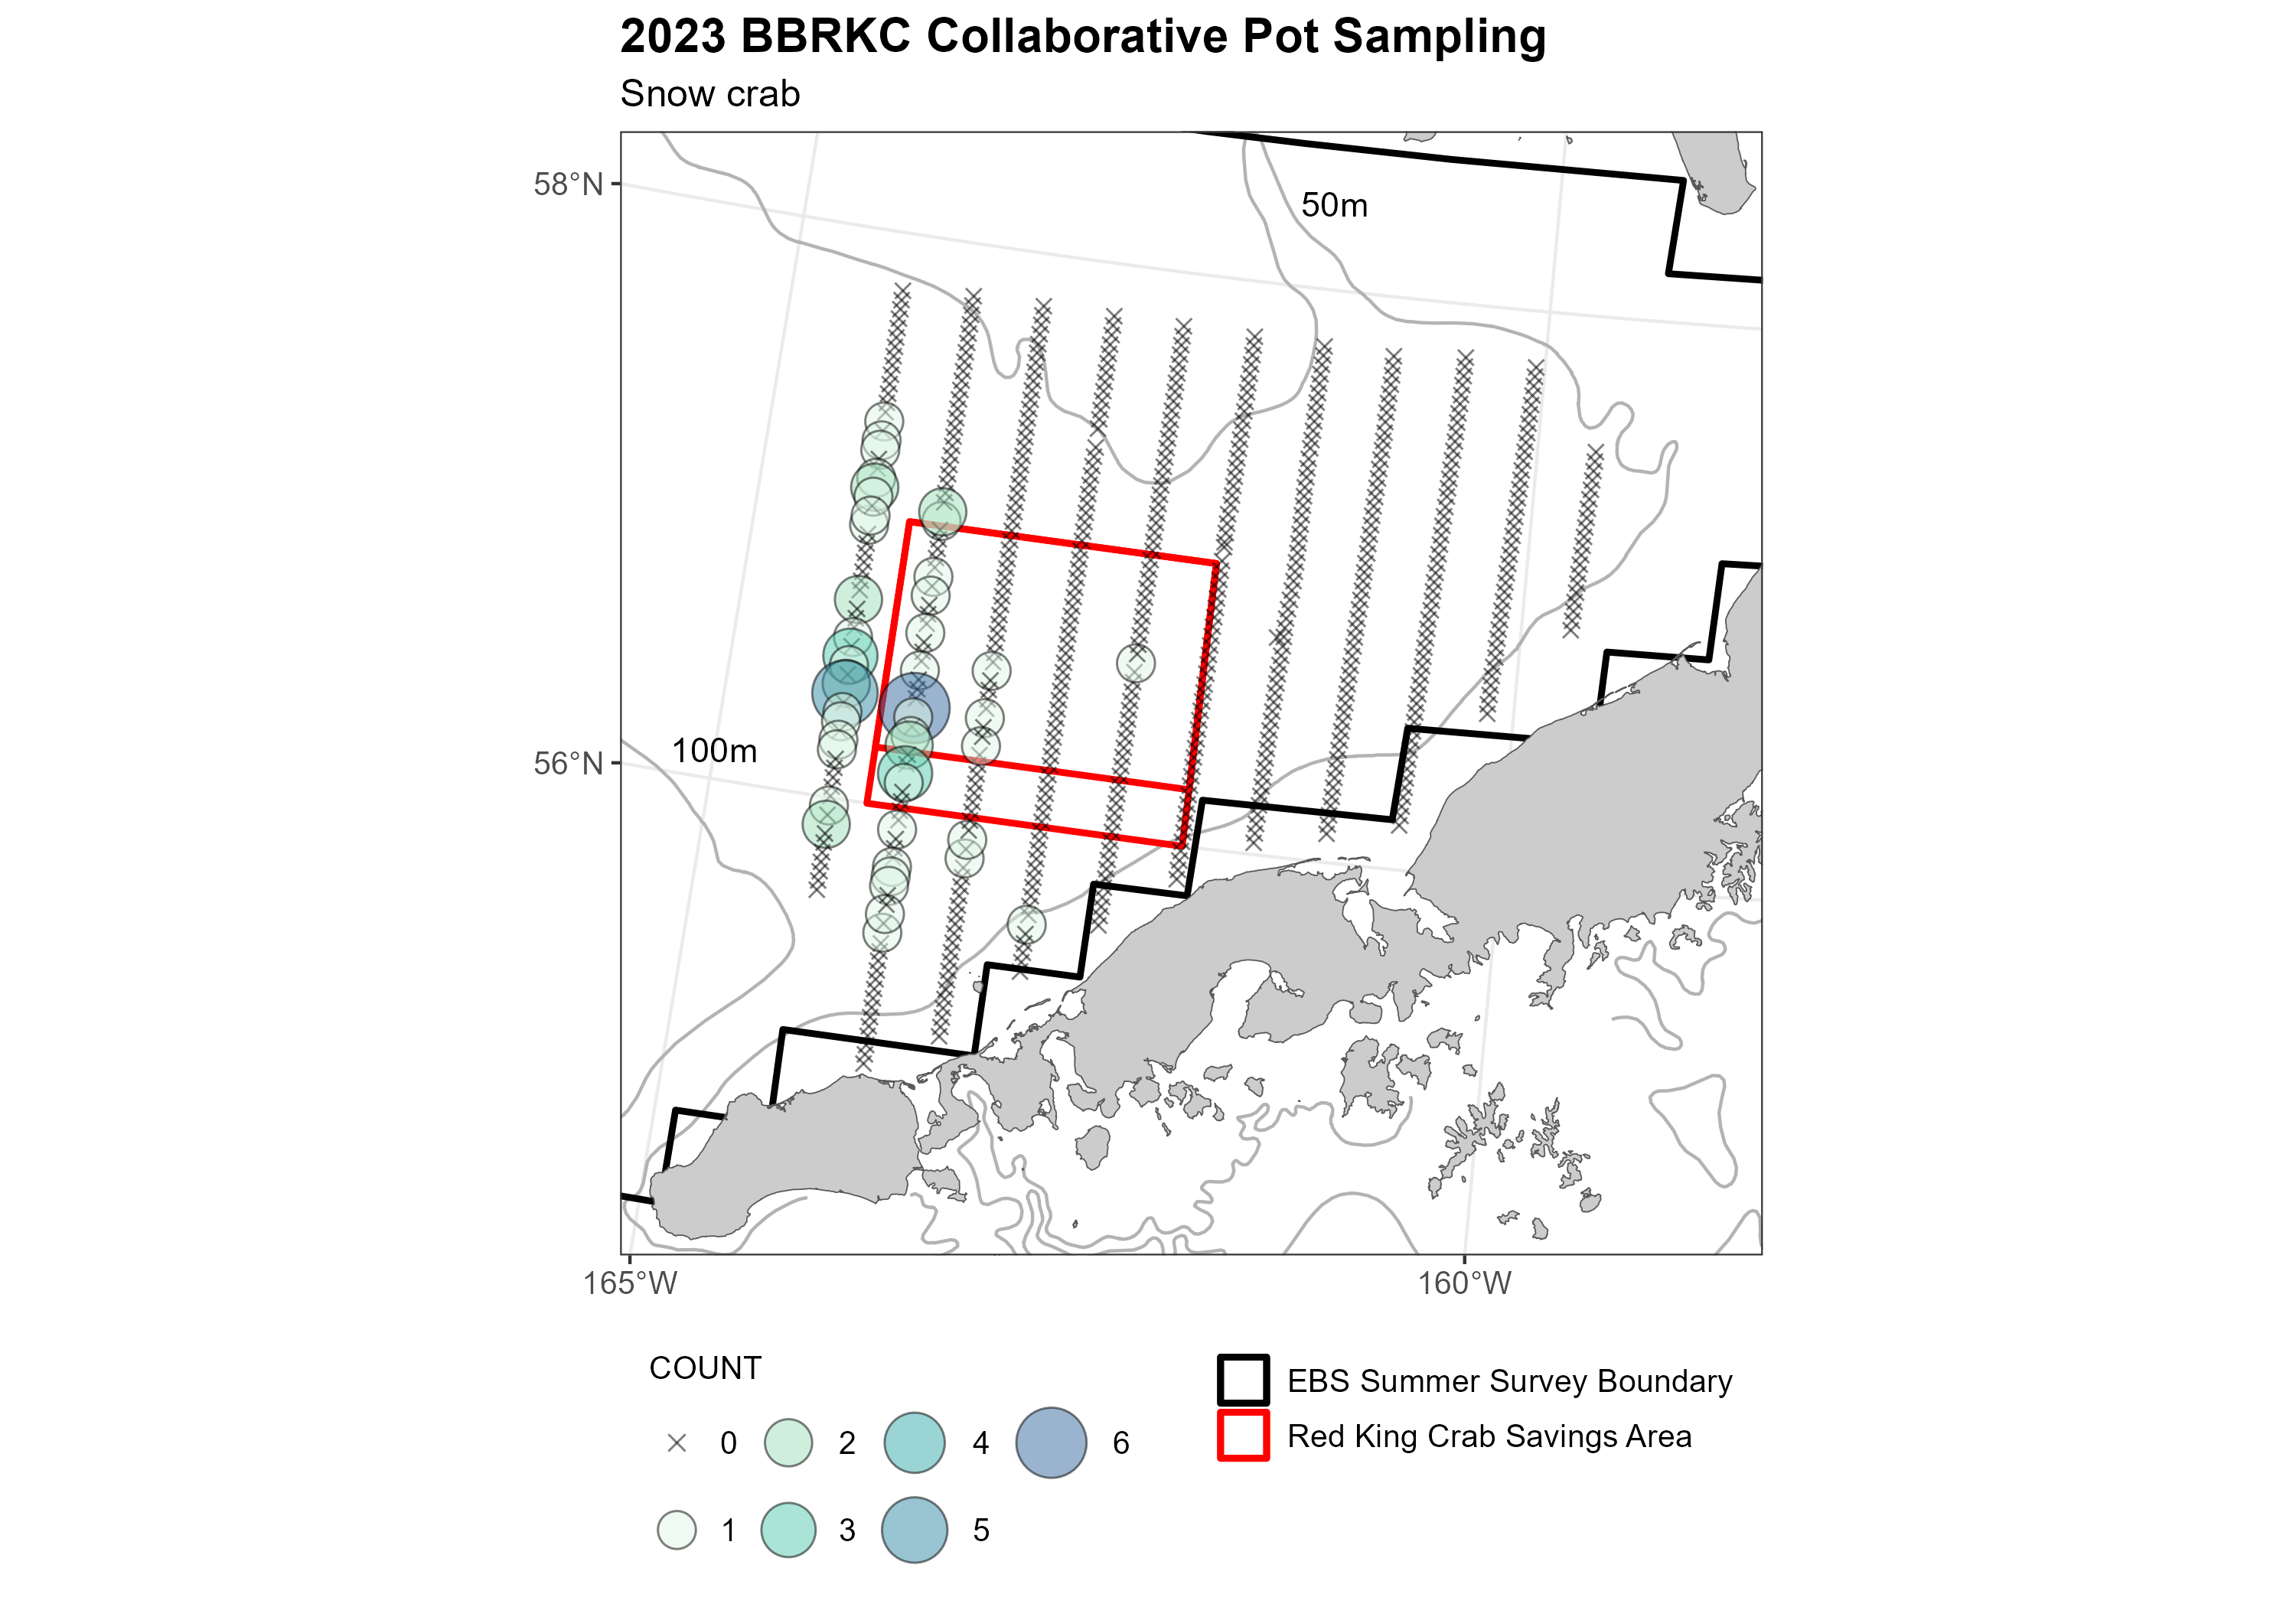 2023 BBRKC Collaborative Pot Sampling
Snow crab
58°N
50m
56°N
100m
165°W
160°W
COUNT
0
2
4
6
1
3
5
EBS Summer Survey Boundary
Red King Crab Savings Area